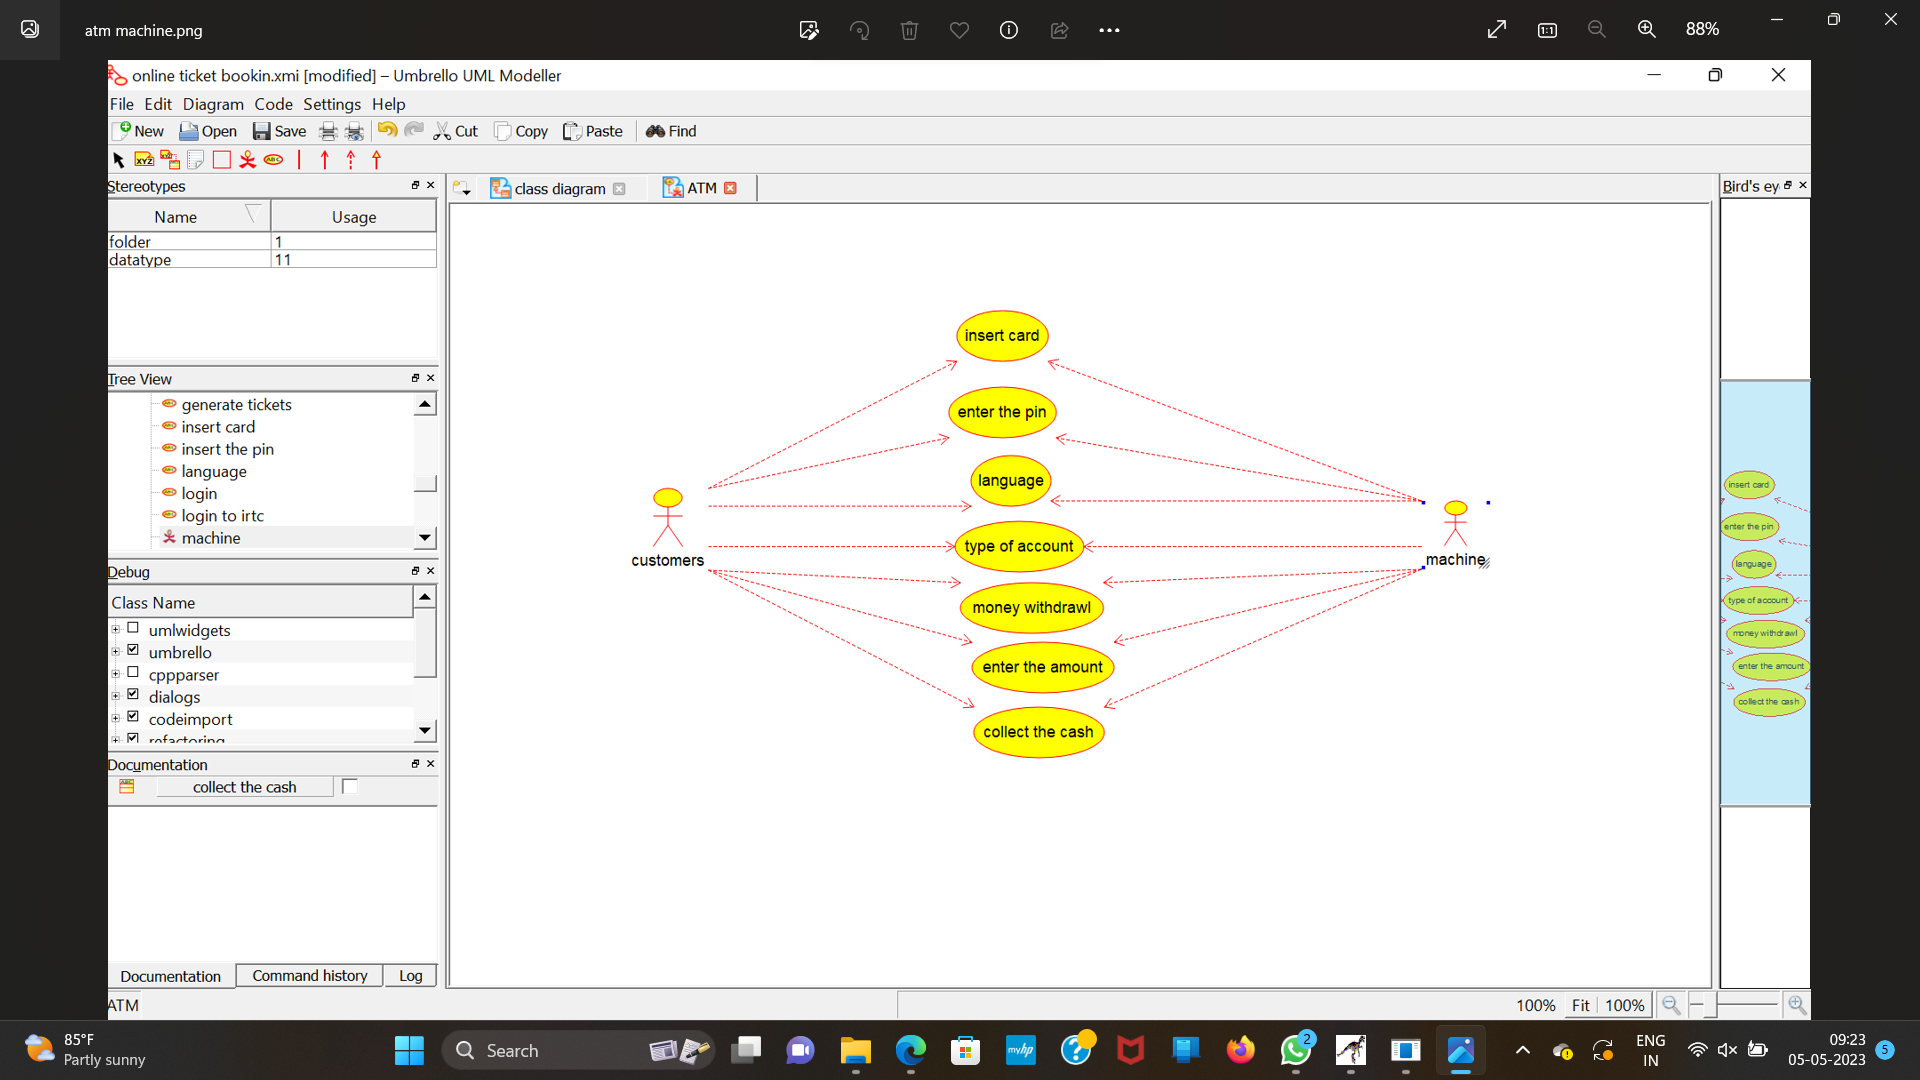 atm machine.png
88%
online ticket bookin.xmi [modified] – Umbrello UML Modeller
File Edit Diagram Code Settings Help
New Open Save Cut Copy Paste Find
XYZ ABC
Stereotypes
Name Usage
folder 1
datatype 11
Tree View
generate tickets
insert card
insert the pin
language
login
login to irtc
machine
Debug
Class Name
umlwidgets
umbrello
cppparser
dialogs
codeimport
refactoring
Documentation
collect the cash
Documentation Command history Log
class diagram ATM
insert card
enter the pin
language
type of account
money withdrawl
enter the amount
collect the cash
customers
machine
Bird's ey
insert card
enter the pin
language
type of account
money withdrawl
enter the amount
collect the cash
ATM
100% Fit 100%
85°F
Partly sunny
Search
myhp
2
ENG
IN
09:23
05-05-2023
5